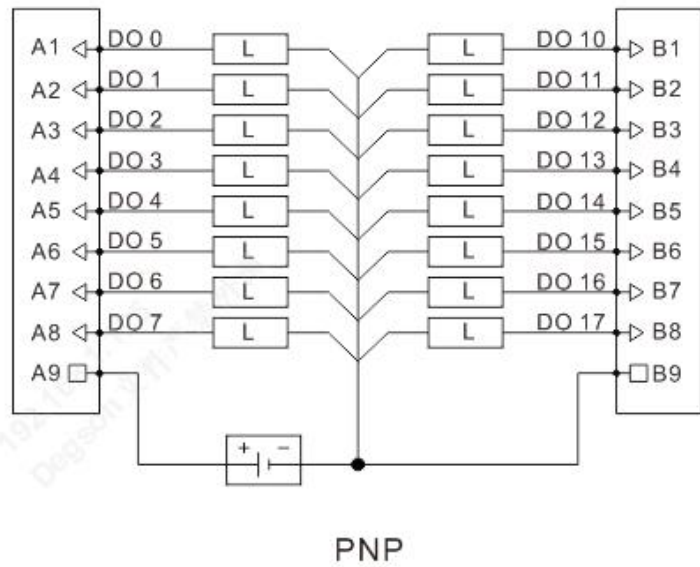 A1 DO 0 L L DO 10 B1
A2 DO 1 L L DO 11 B2
A3 DO 2 L L DO 12 B3
A4 DO 3 L L DO 13 B4
A5 DO 4 L L DO 14 B5
A6 DO 5 L L DO 15 B6
A7 DO 6 L L DO 16 B7
A8 DO 7 L L DO 17 B8
A9 B9
+ −
PNP
Degson